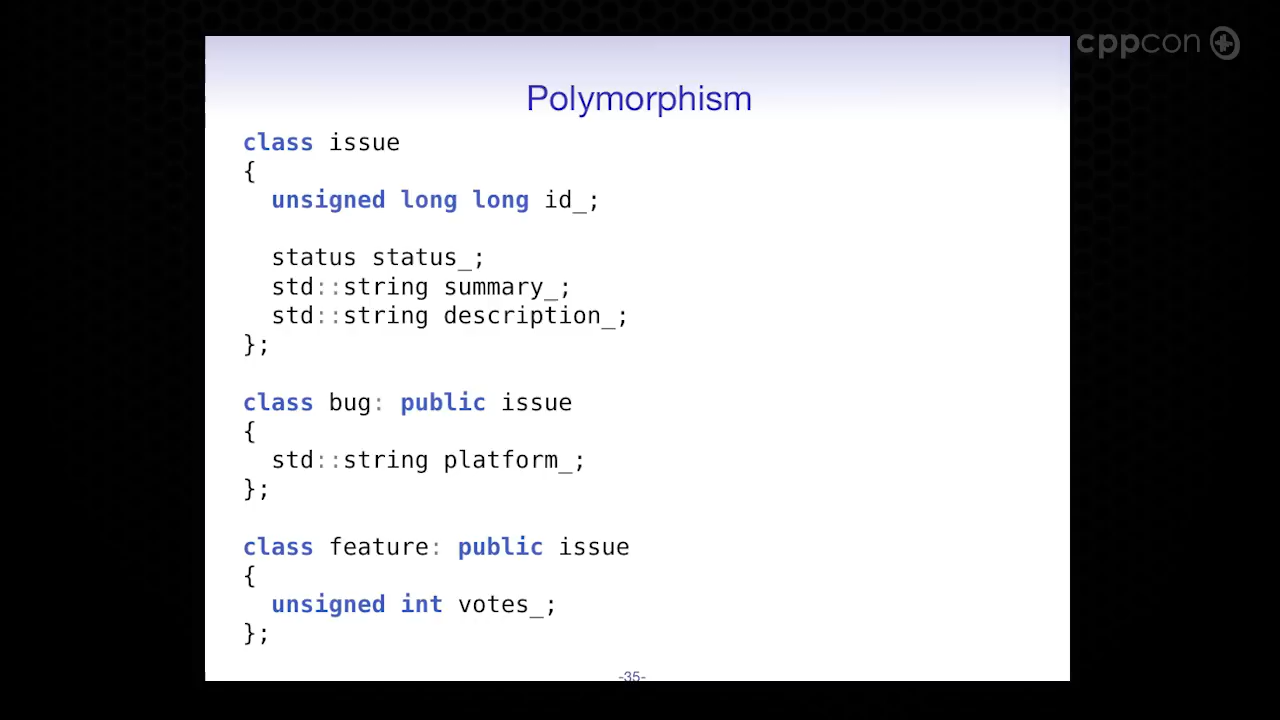 cppcon
Polymorphism
class issue
{
  unsigned long long id_;

  status status_;
  std::string summary_;
  std::string description_;
};

class bug: public issue
{
  std::string platform_;
};

class feature: public issue
{
  unsigned int votes_;
};
-35-